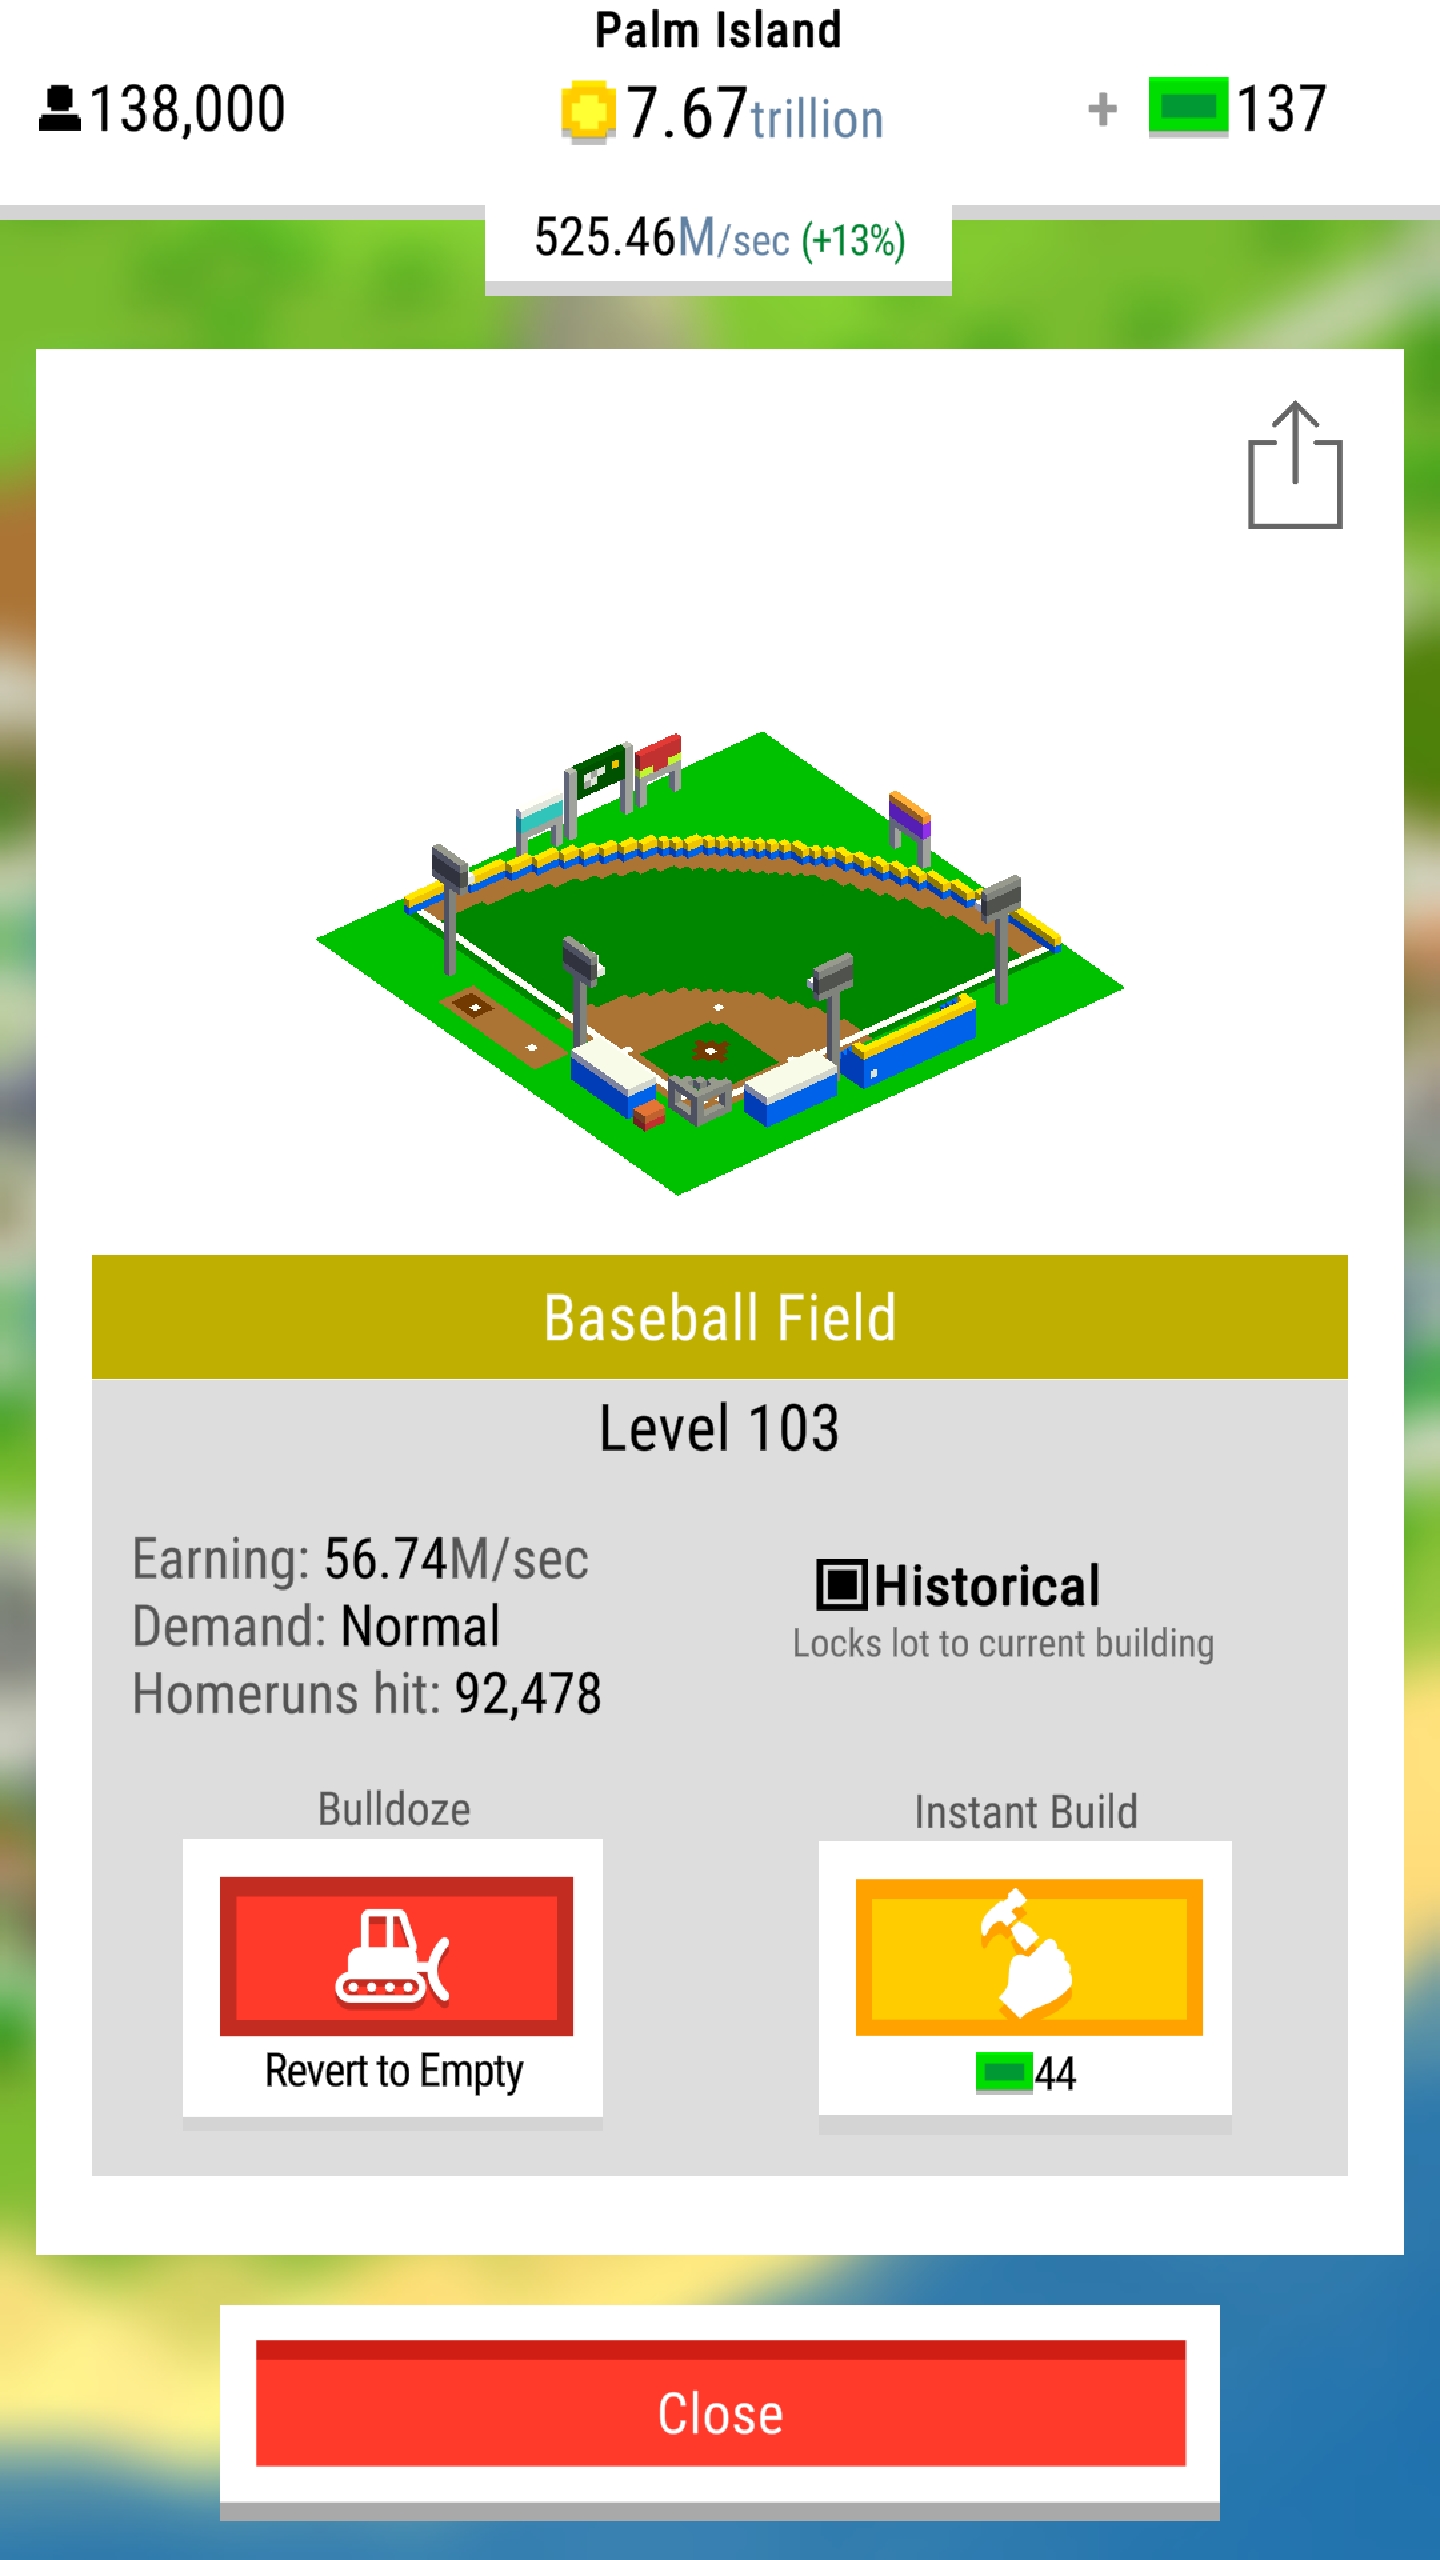 Palm Island
138,000
7.67trillion
+ 137
525.46M/sec (+13%)
Baseball Field
Level 103
Earning: 56.74M/sec
Demand: Normal
Homeruns hit: 92,478
Historical
Locks lot to current building
Bulldoze
Revert to Empty
Instant Build
44
Close